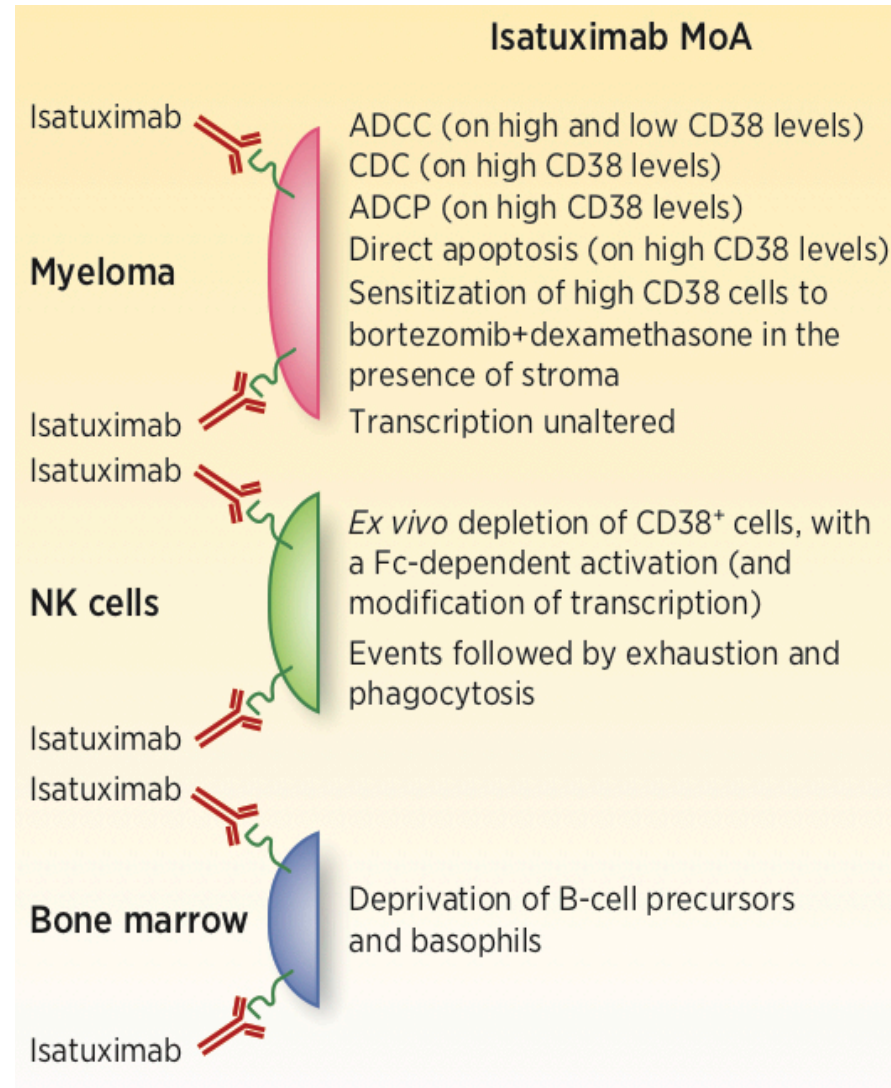 Isatuximab MoA
Isatuximab
ADCC (on high and low CD38 levels)
CDC (on high CD38 levels)
ADCP (on high CD38 levels)
Direct apoptosis (on high CD38 levels)
Myeloma
Sensitization of high CD38 cells to
bortezomib+dexamethasone in the
presence of stroma
Transcription unaltered
Isatuximab
Isatuximab
Ex vivo depletion of CD38⁺ cells, with
a Fc-dependent activation (and
modification of transcription)
NK cells
Events followed by exhaustion and
phagocytosis
Isatuximab
Isatuximab
Bone marrow
Deprivation of B-cell precursors
and basophils
Isatuximab